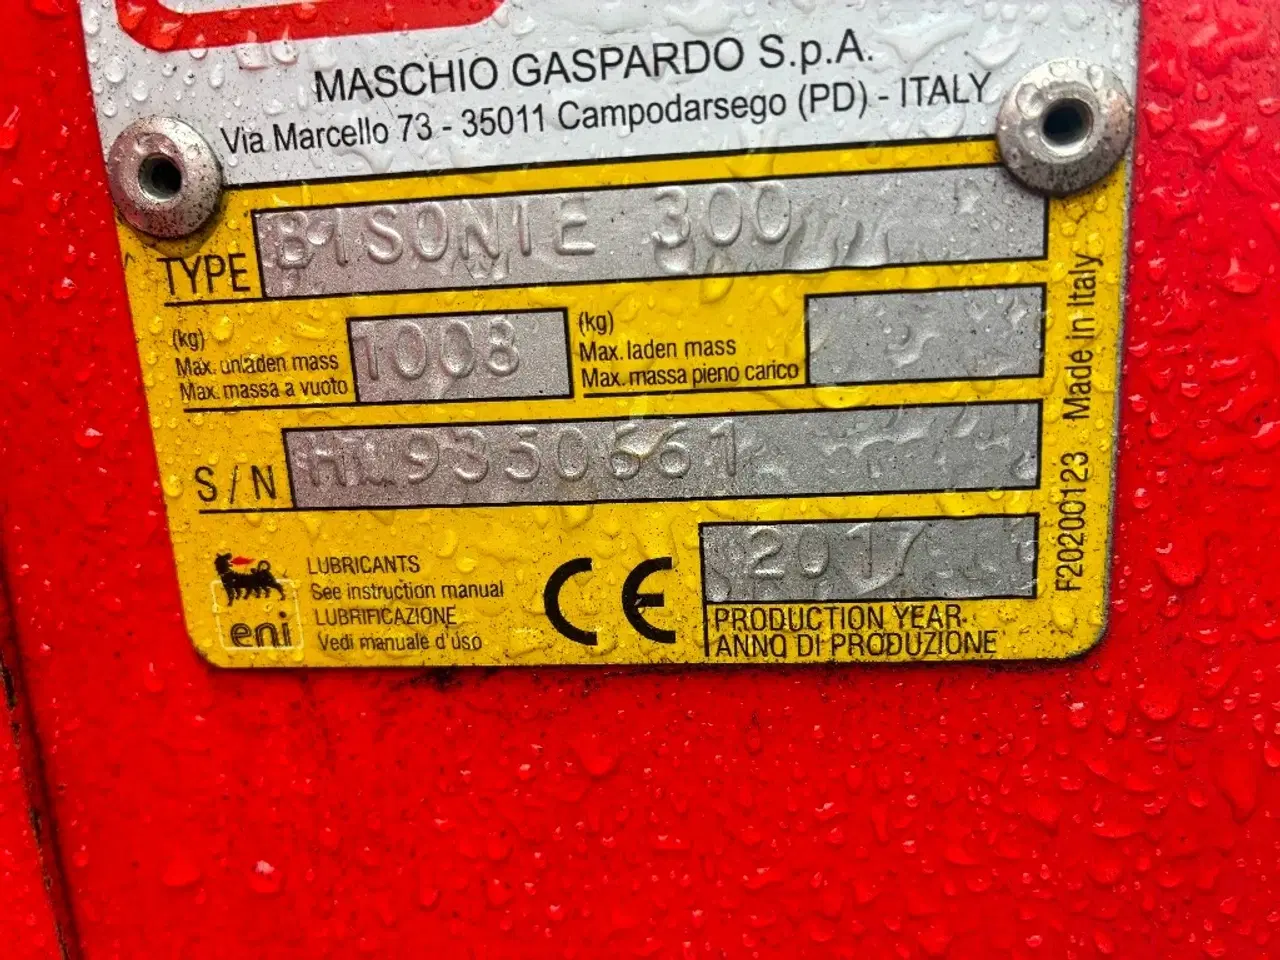 MASCHIO GASPARDO S.p.A.
Via Marcello 73 - 35011 Campodarsego (PD) - ITALY
TYPE BISONTE 300
(kg)
Max. unladen mass
Max. massa a vuoto
1008
(kg)
Max. laden mass
Max. massa pieno carico
S/N
2017
PRODUCTION YEAR
ANNO DI PRODUZIONE
LUBRICANTS
See instruction manual
LUBRIFICAZIONE
Vedi manuale d'uso
eni
CE
F20200123 Made in Italy